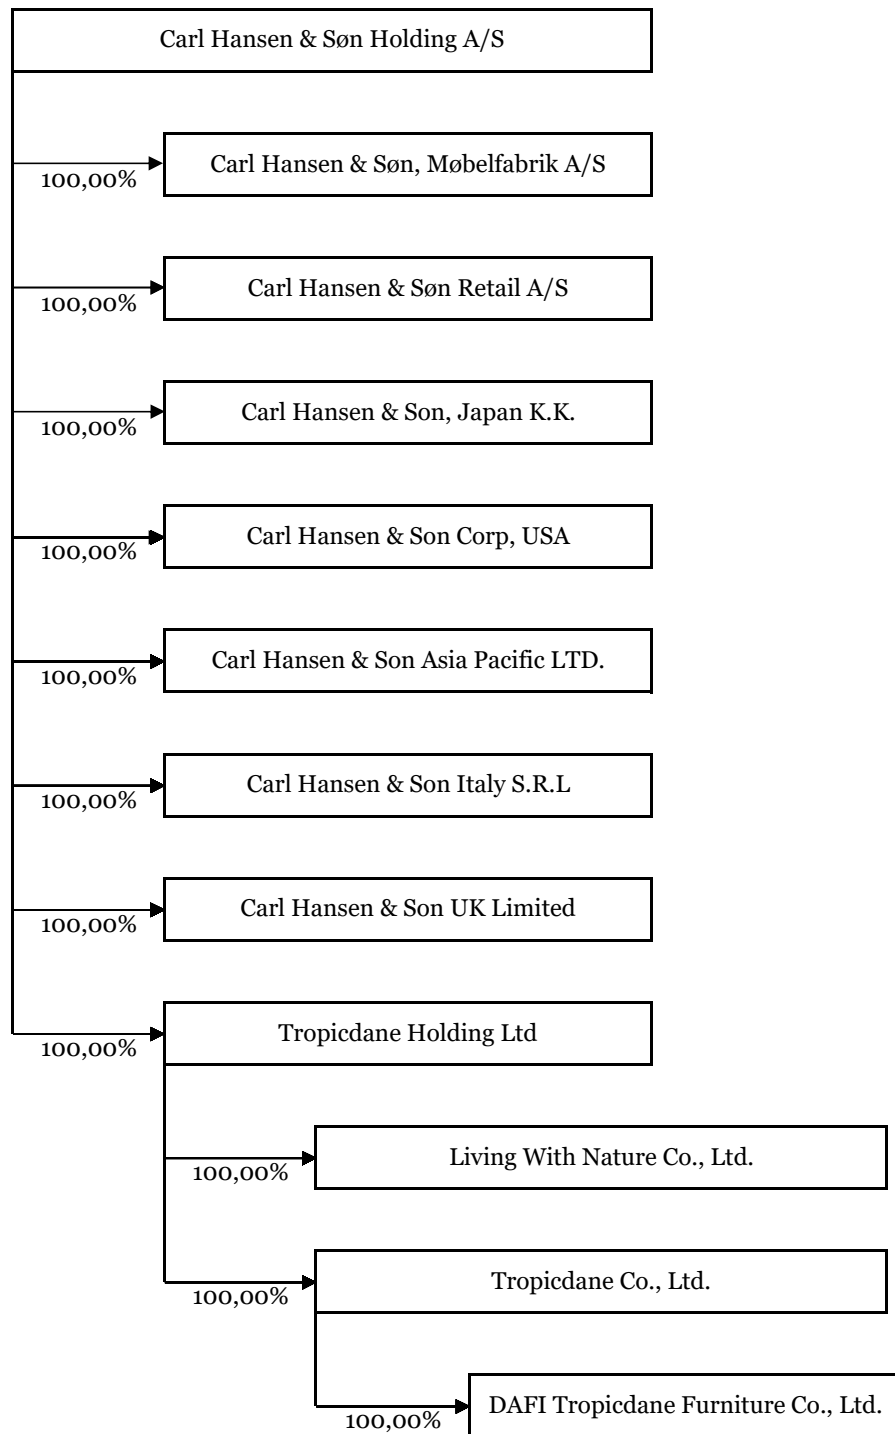 Carl Hansen & Søn Holding A/S
Carl Hansen & Søn, Møbelfabrik A/S
100,00%
Carl Hansen & Søn Retail A/S
100,00%
Carl Hansen & Son, Japan K.K.
100,00%
Carl Hansen & Son Corp, USA
100,00%
Carl Hansen & Son Asia Pacific LTD.
100,00%
Carl Hansen & Son Italy S.R.L
100,00%
Carl Hansen & Son UK Limited
100,00%
Tropicdane Holding Ltd
100,00%
Living With Nature Co., Ltd.
100,00%
Tropicdane Co., Ltd.
100,00%
DAFI Tropicdane Furniture Co., Ltd.
100,00%